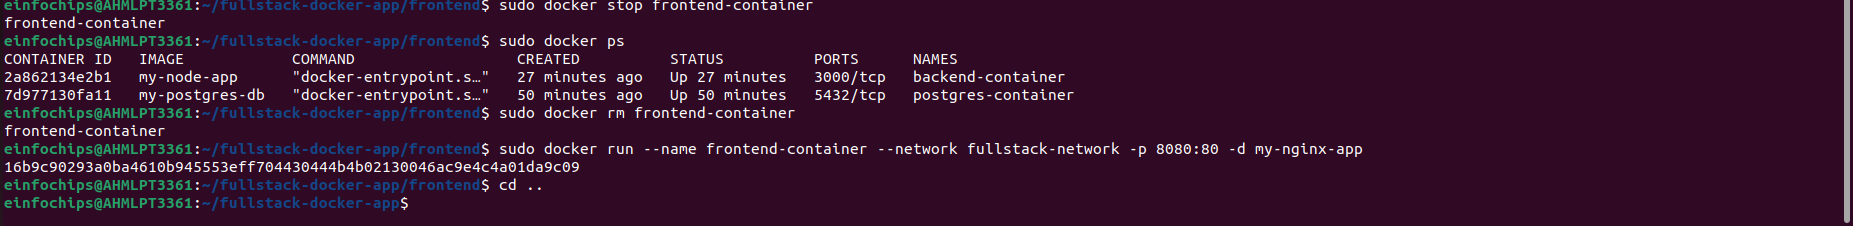 einfochips@AHMLPT3361:~/fullstack-docker-app/frontend$ sudo docker stop frontend-container
frontend-container
einfochips@AHMLPT3361:~/fullstack-docker-app/frontend$ sudo docker ps
CONTAINER ID   IMAGE            COMMAND                  CREATED          STATUS          PORTS      NAMES
2a862134e2b1   my-node-app      "docker-entrypoint.s…"   27 minutes ago   Up 27 minutes   3000/tcp   backend-container
7d977130fa11   my-postgres-db   "docker-entrypoint.s…"   50 minutes ago   Up 50 minutes   5432/tcp   postgres-container
einfochips@AHMLPT3361:~/fullstack-docker-app/frontend$ sudo docker rm frontend-container
frontend-container
einfochips@AHMLPT3361:~/fullstack-docker-app/frontend$ sudo docker run --name frontend-container --network fullstack-network -p 8080:80 -d my-nginx-app
16b9c90293a0ba4610b945553eff704430444b4b02130046ac9e4c4a01da9c09
einfochips@AHMLPT3361:~/fullstack-docker-app/frontend$ cd ..
einfochips@AHMLPT3361:~/fullstack-docker-app$